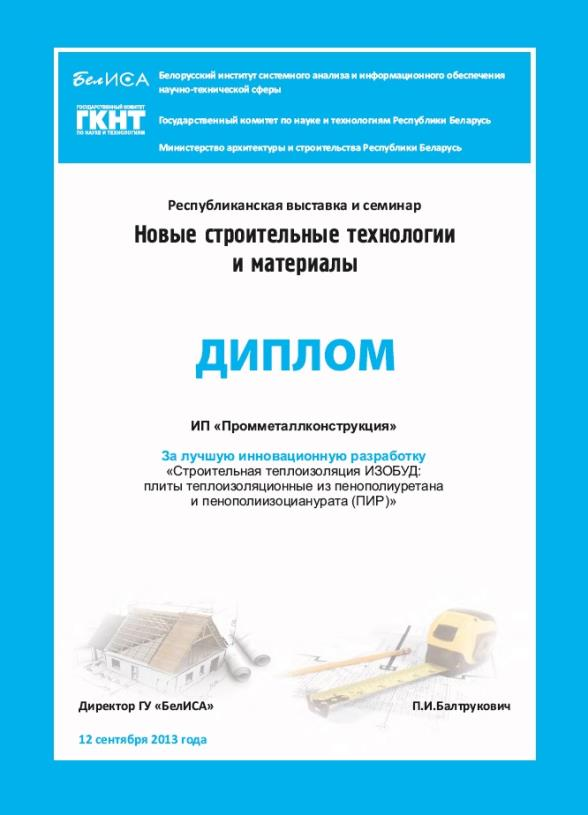 БелИСА
Белорусский институт системного анализа и информационного обеспечения
научно-технической сферы
ГОСУДАРСТВЕННЫЙ КОМИТЕТ
ГКНТ
ПО НАУКЕ И ТЕХНОЛОГИЯМ
Государственный комитет по науке и технологиям Республики Беларусь
Министерство архитектуры и строительства Республики Беларусь
Республиканская выставка и семинар
Новые строительные технологии
и материалы
ДИПЛОМ
ИП «Промметаллконструкция»
За лучшую инновационную разработку
«Строительная теплоизоляция ИЗОБУД:
плиты теплоизоляционные из пенополиуретана
и пенополиизоцианурата (ПИР)»
Директор ГУ «БелИСА»
П.И.Балтрукович
12 сентября 2013 года